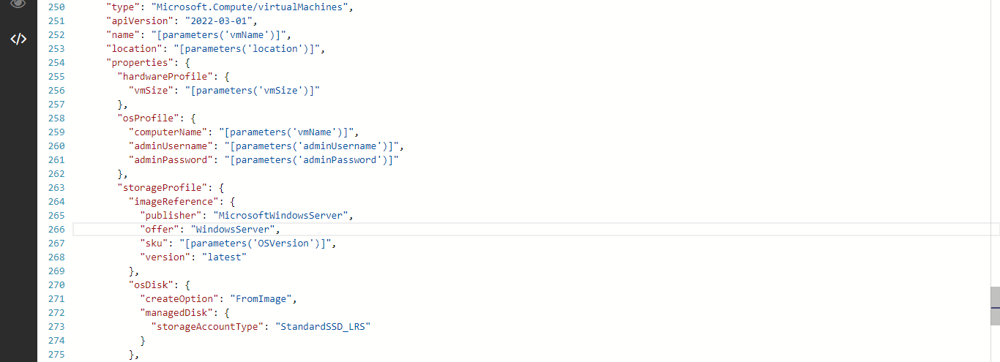 250 "type": "Microsoft.Compute/virtualMachines",
251 "apiVersion": "2022-03-01",
252 "name": "[parameters('vmName')]",
253 "location": "[parameters('location')]",
254 "properties": {
255 "hardwareProfile": {
256 "vmSize": "[parameters('vmSize')]"
257 },
258 "osProfile": {
259 "computerName": "[parameters('vmName')]",
260 "adminUsername": "[parameters('adminUsername')]",
261 "adminPassword": "[parameters('adminPassword')]"
262 },
263 "storageProfile": {
264 "imageReference": {
265 "publisher": "MicrosoftWindowsServer",
266 "offer": "WindowsServer",
267 "sku": "[parameters('OSVersion')]",
268 "version": "latest"
269 },
270 "osDisk": {
271 "createOption": "FromImage",
272 "managedDisk": {
273 "storageAccountType": "StandardSSD_LRS"
274 }
275 },